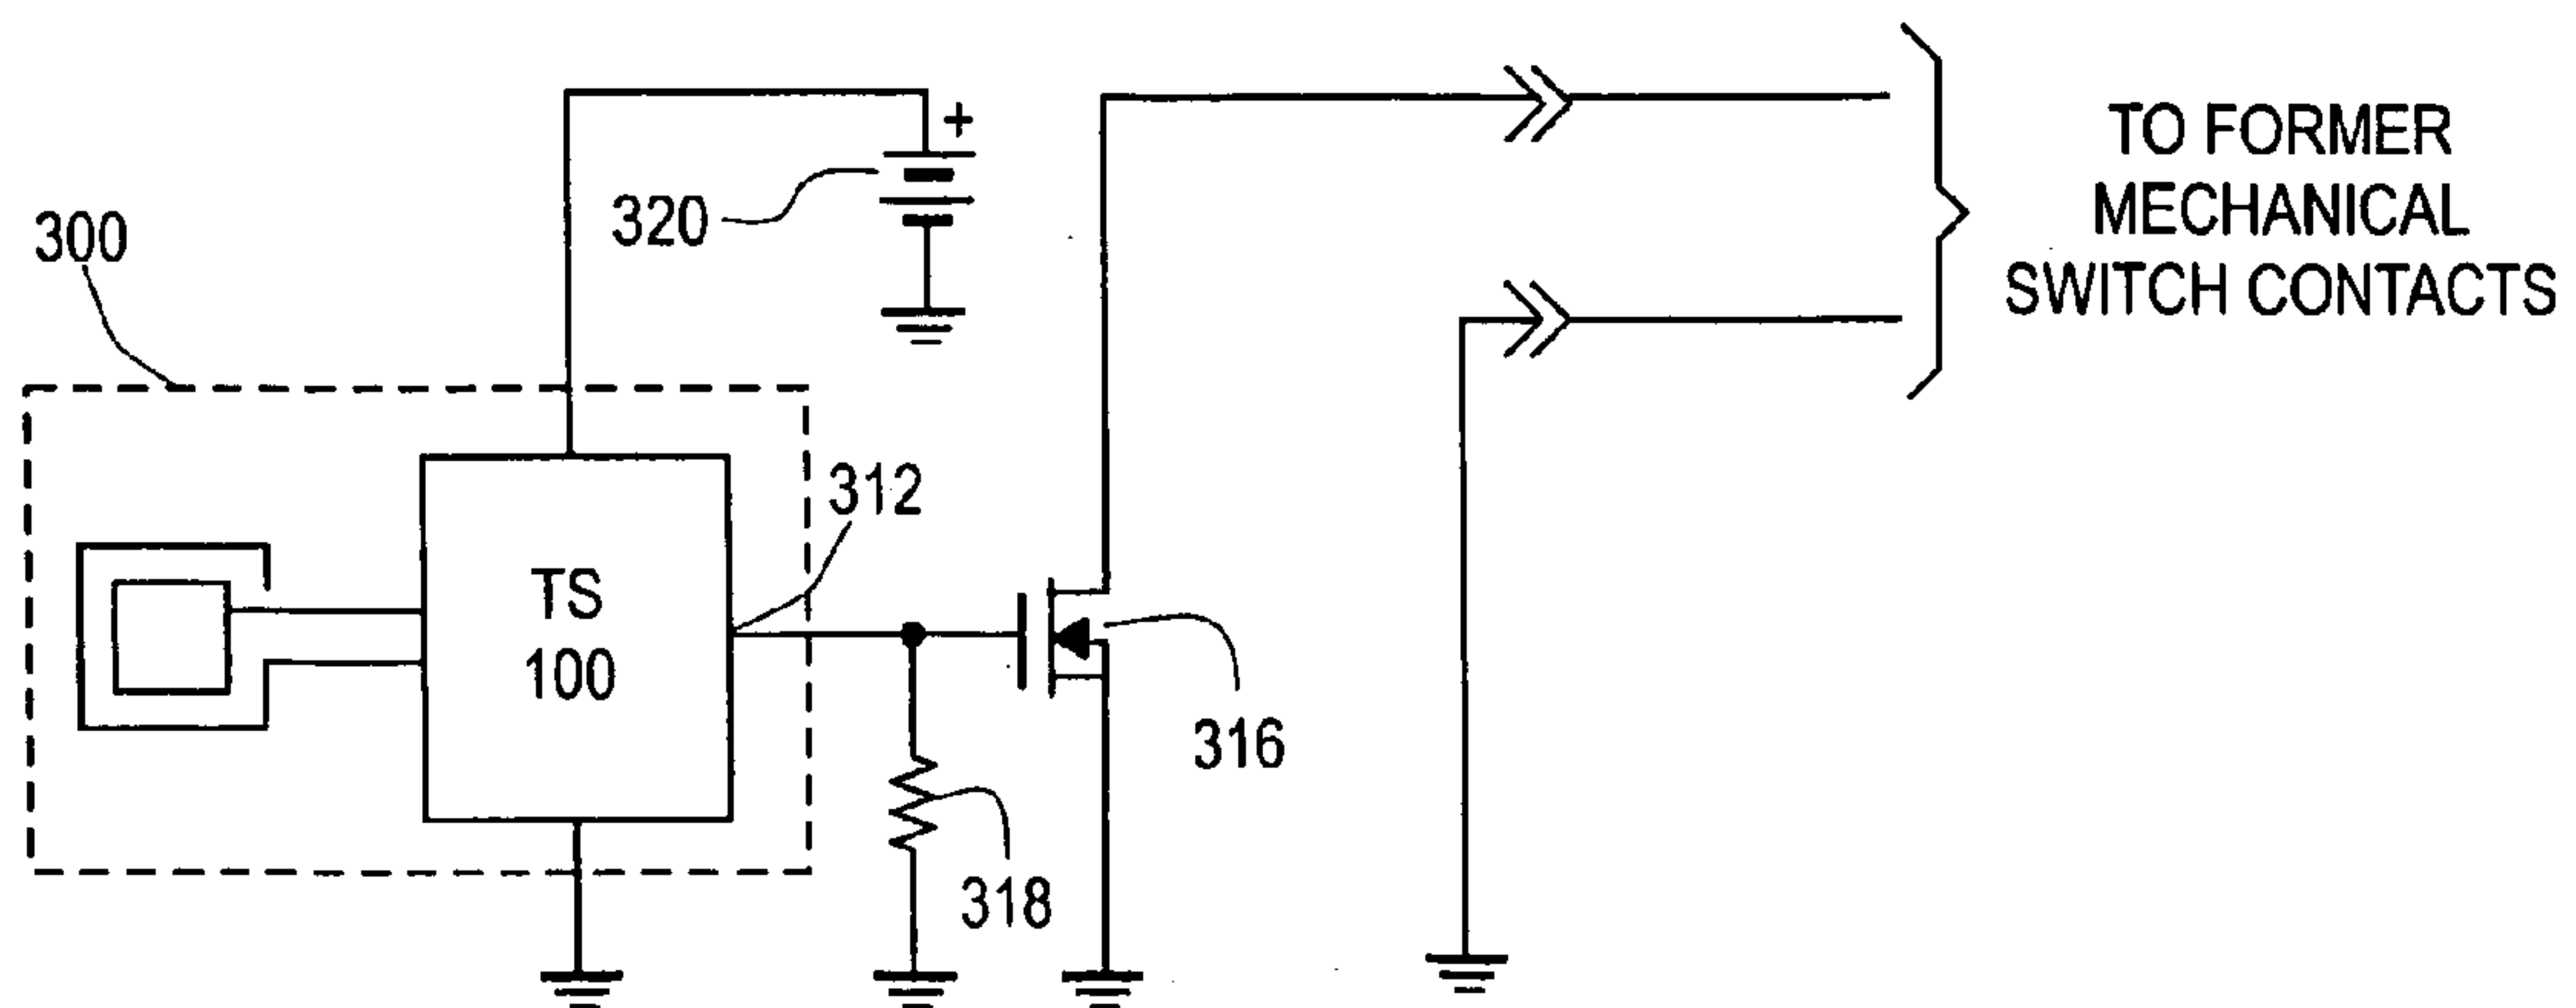 +
TO FORMER
MECHANICAL
SWITCH CONTACTS
320
300
312
TS
100
316
318